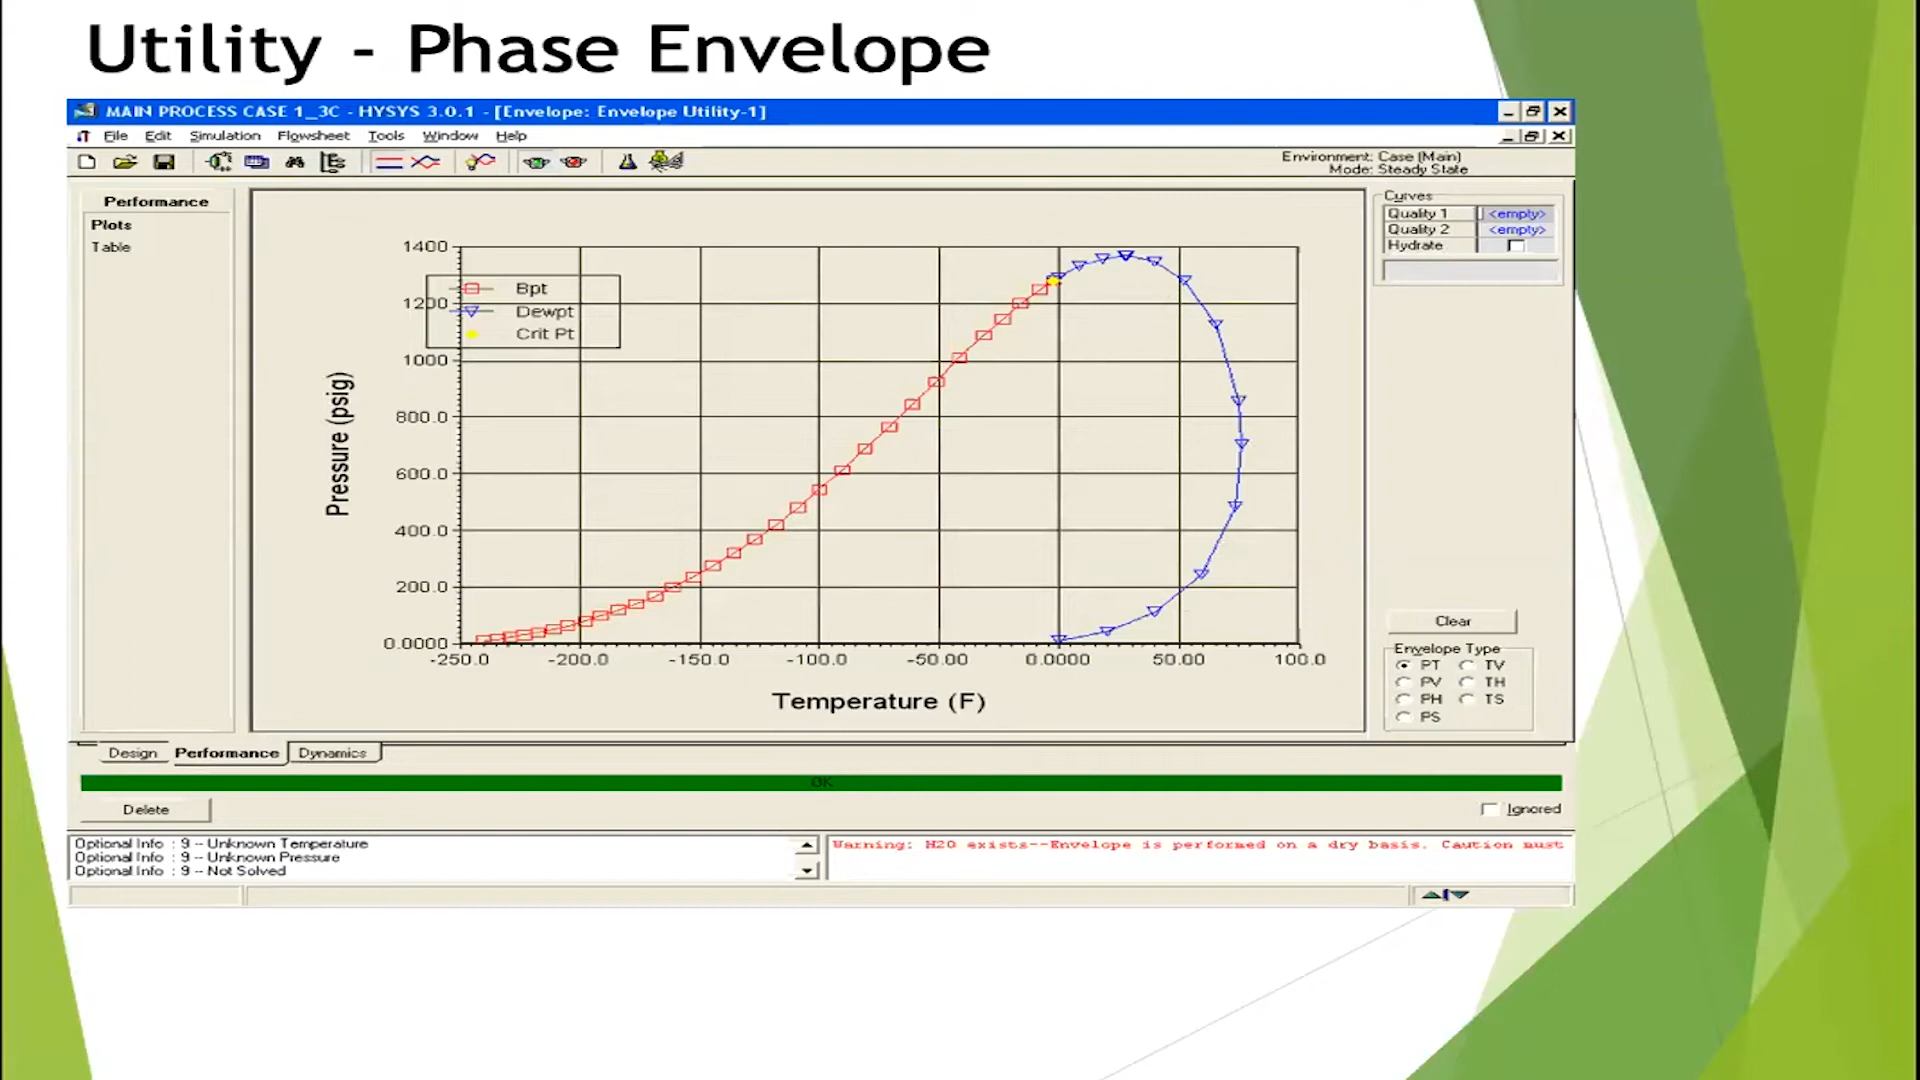 Utility - Phase Envelope
MAIN PROCESS CASE 1_3C - HYSYS 3.0.1 - [Envelope: Envelope Utility-1]
File Edit Simulation Flowsheet Tools Window Help
Environment: Case (Main)
Mode: Steady State
Performance
Plots
Table
Curves
Quality 1 <empty>
Quality 2 <empty>
Hydrate
1400
1200
1000
800.0
600.0
400.0
200.0
0.0000
Bpt
Dewpt
Crit Pt
Pressure (psig)
-250.0 -200.0 -150.0 -100.0 -50.00 0.0000 50.00 100.0
Temperature (F)
Clear
Envelope Type
PT TV
PV TH
PH TS
PS
Design Performance Dynamics
OK
Delete
Ignored
Optional Info : 9 -- Unknown Temperature
Optional Info : 9 -- Unknown Pressure
Optional Info : 9 -- Not Solved
Warning: H2O exists--Envelope is performed on a dry basis. Caution must